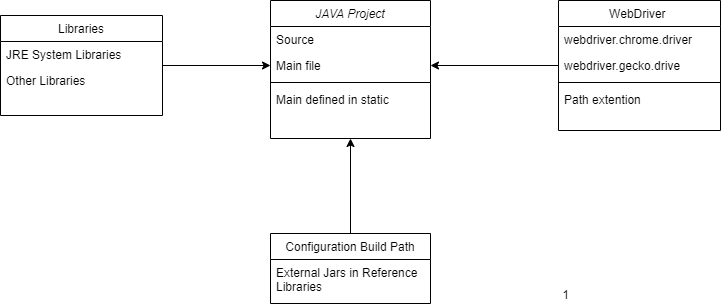 Libraries
JRE System Libraries
Other Libraries
JAVA Project
Source
Main file
Main defined in static
WebDriver
webdriver.chrome.driver
webdriver.gecko.drive
Path extention
Configuration Build Path
External Jars in Reference
Libraries
1